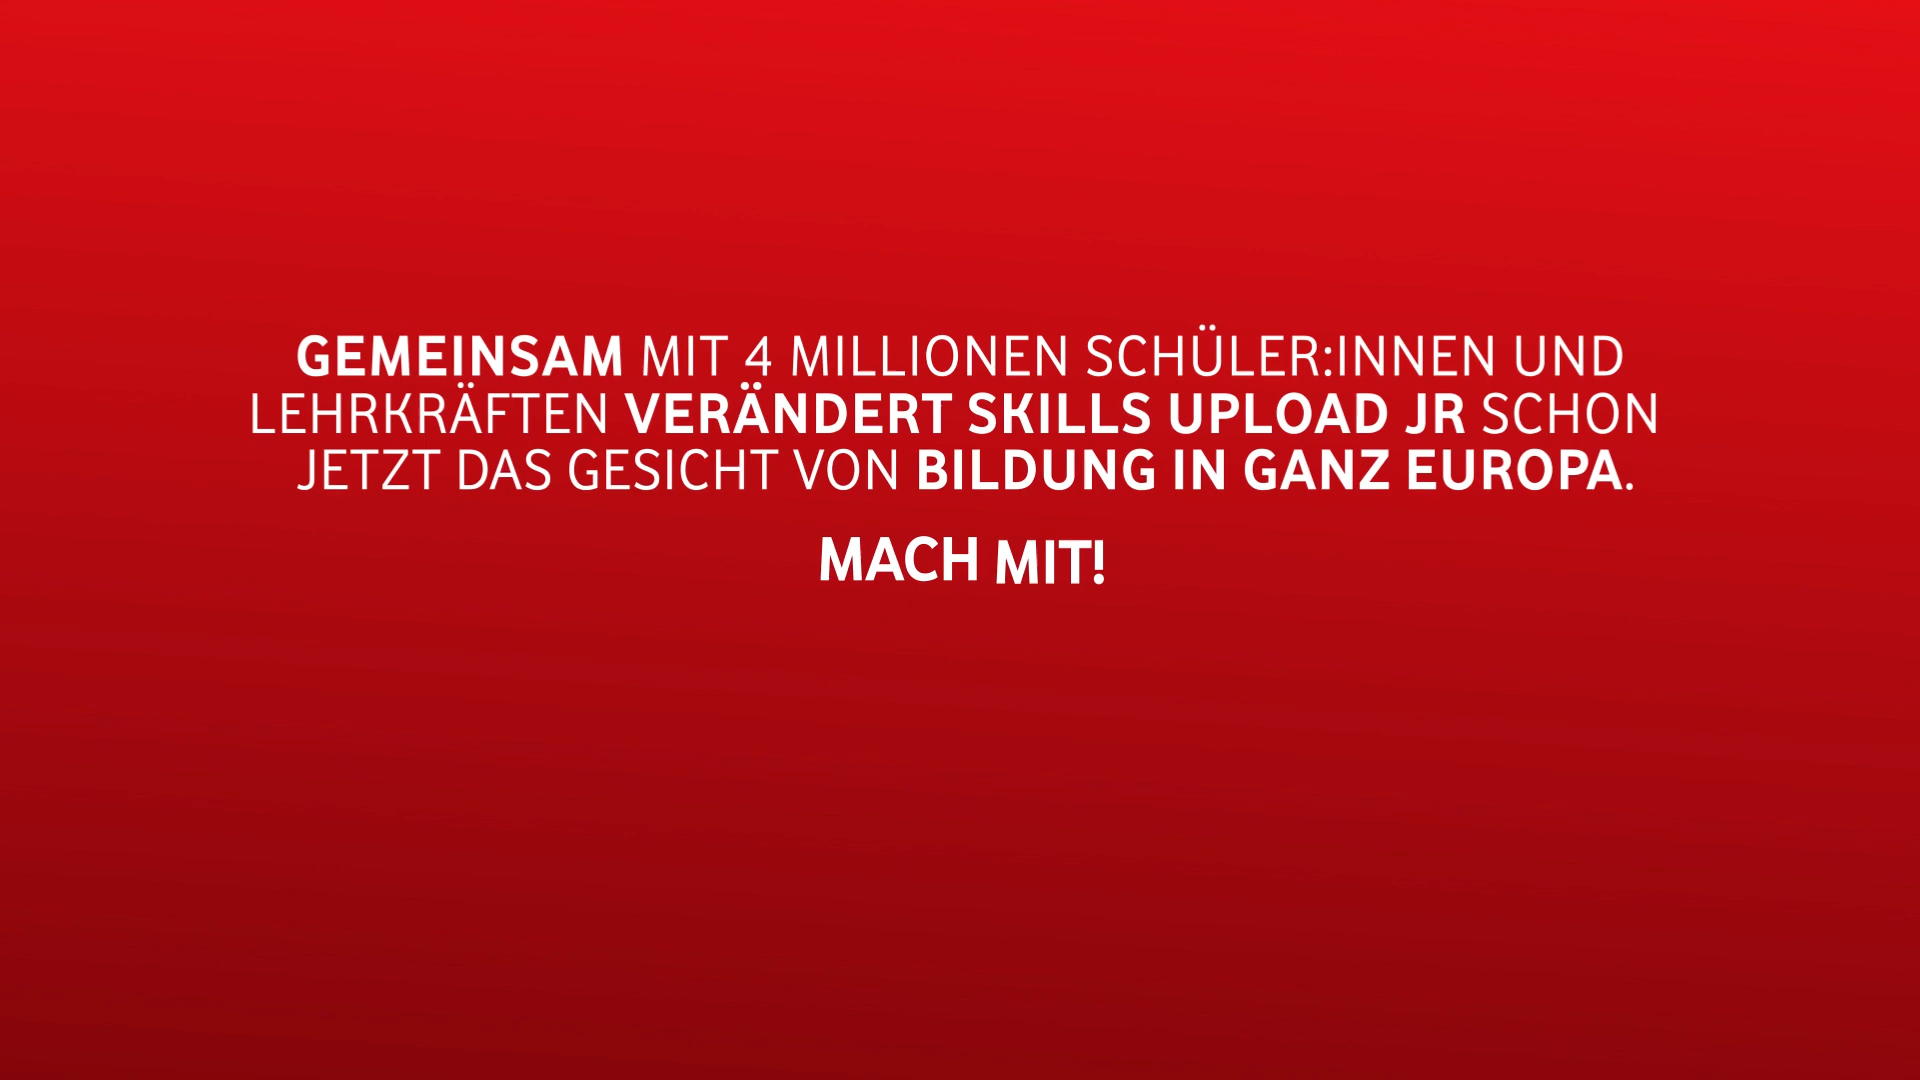 GEMEINSAM MIT 4 MILLIONEN SCHÜLER:INNEN UND
LEHRKRÄFTEN VERÄNDERT SKILLS UPLOAD JR SCHON
JETZT DAS GESICHT VON BILDUNG IN GANZ EUROPA.
MACH MIT!